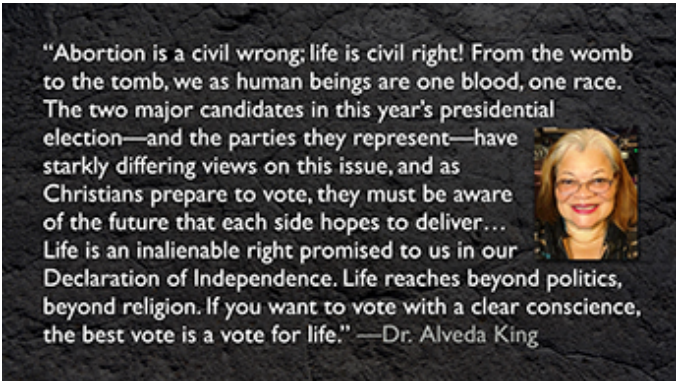 “Abortion is a civil wrong; life is civil right! From the womb
to the tomb, we as human beings are one blood, one race.
The two major candidates in this year’s presidential
election—and the parties they represent—have
starkly differing views on this issue, and as
Christians prepare to vote, they must be aware
of the future that each side hopes to deliver…
Life is an inalienable right promised to us in our
Declaration of Independence. Life reaches beyond politics,
beyond religion. If you want to vote with a clear conscience,
the best vote is a vote for life.” —Dr. Alveda King